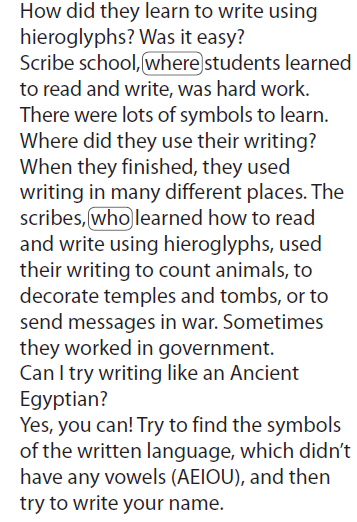 How did they learn to write using
hieroglyphs? Was it easy?
Scribe school, where students learned
to read and write, was hard work.
There were lots of symbols to learn.
Where did they use their writing?
When they finished, they used
writing in many different places. The
scribes, who learned how to read
and write using hieroglyphs, used
their writing to count animals, to
decorate temples and tombs, or to
send messages in war. Sometimes
they worked in government.
Can I try writing like an Ancient
Egyptian?
Yes, you can! Try to find the symbols
of the written language, which didn't
have any vowels (AEIOU), and then
try to write your name.